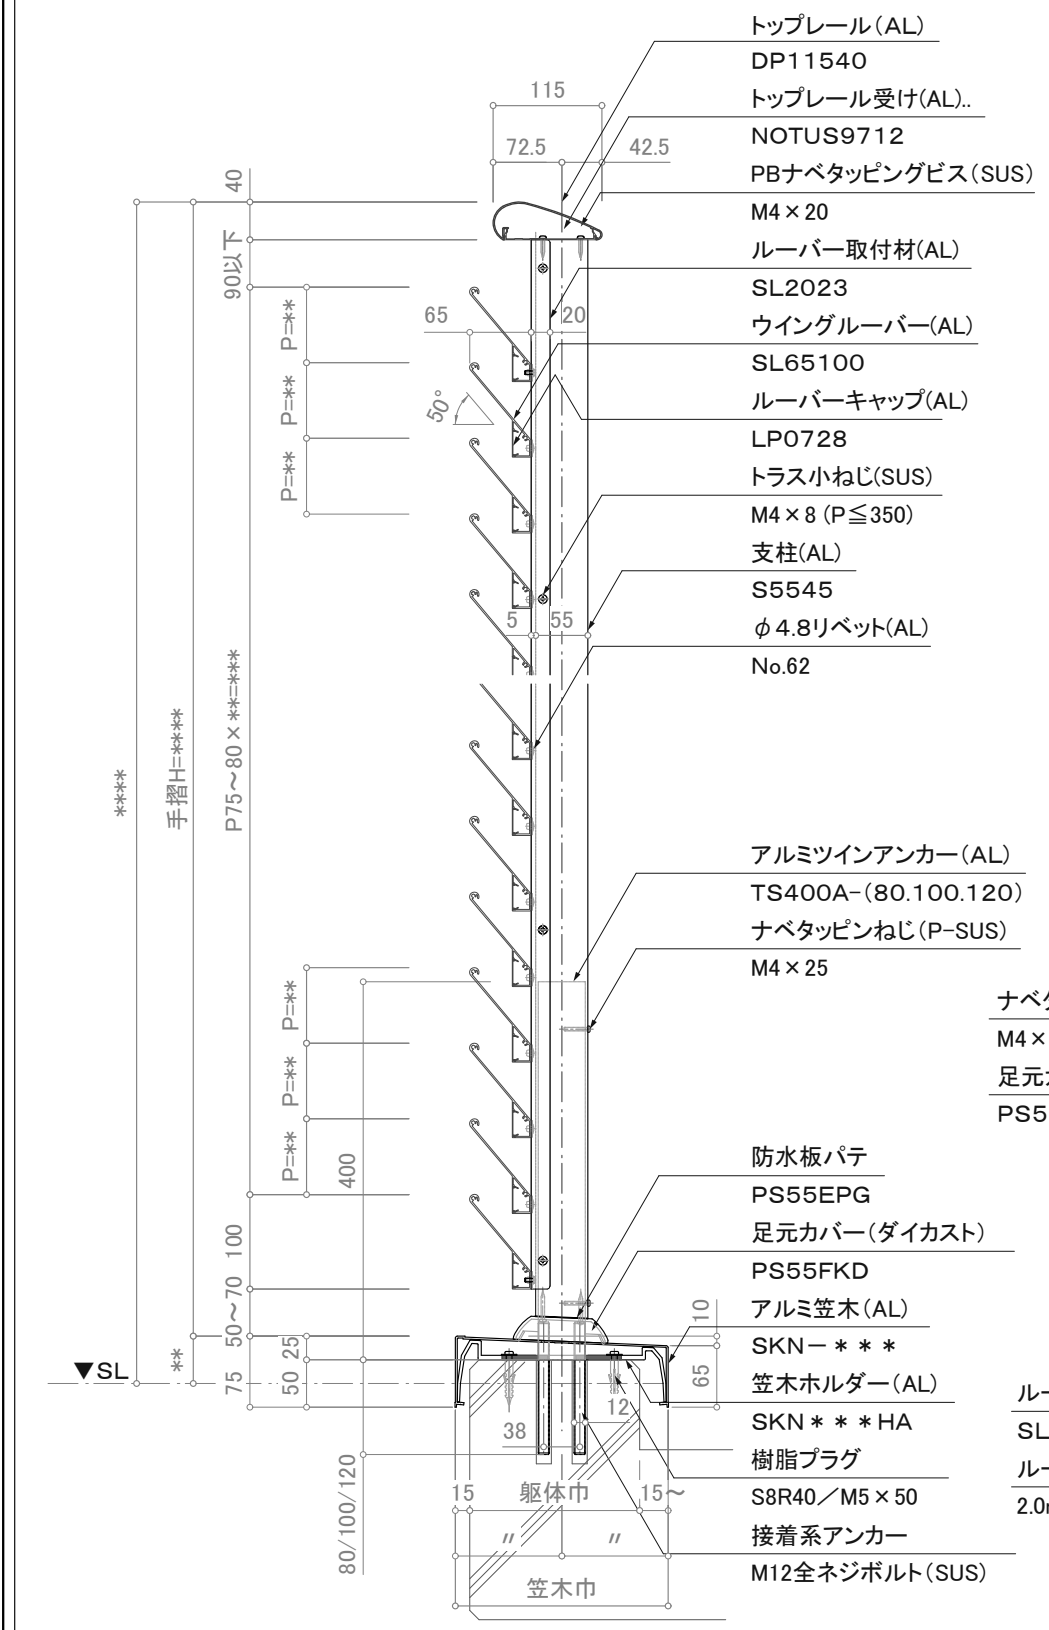 トップレール(AL)
DP11540
トップレール受け(AL)..
NOTUS9712
PBナベタッピングビス(SUS)
M4×20
ルーバー取付材(AL)
SL2023
ウイングルーバー(AL)
SL65100
ルーバーキャップ(AL)
LP0728
トラス小ねじ(SUS)
M4×8 (P≦350)
支柱(AL)
S5545
φ4.8リベット(AL)
No.62
アルミツインアンカー(AL)
TS400A-(80.100.120)
ナベタッピンねじ(P-SUS)
M4×25
防水板パテ
PS55EPG
足元カバー(ダイカスト)
PS55FKD
アルミ笠木(AL)
SKN-***
笠木ホルダー(AL)
SKN***HA
樹脂プラグ
S8R40/M5×50
接着系アンカー
M12全ネジボルト(SUS)
115
72.5
42.5
40
90以下
P=**
P=**
P=**
65
20
50°
5
55
****
手摺H=****
P75~80×**=****
P=**
P=**
P=**
400
100
50~70
25
50
75
**
▼SL
10
65
12
38
80/100/120
15
躯体巾
15~
〃
〃
笠木巾
M4×
PS5
SL
2.0